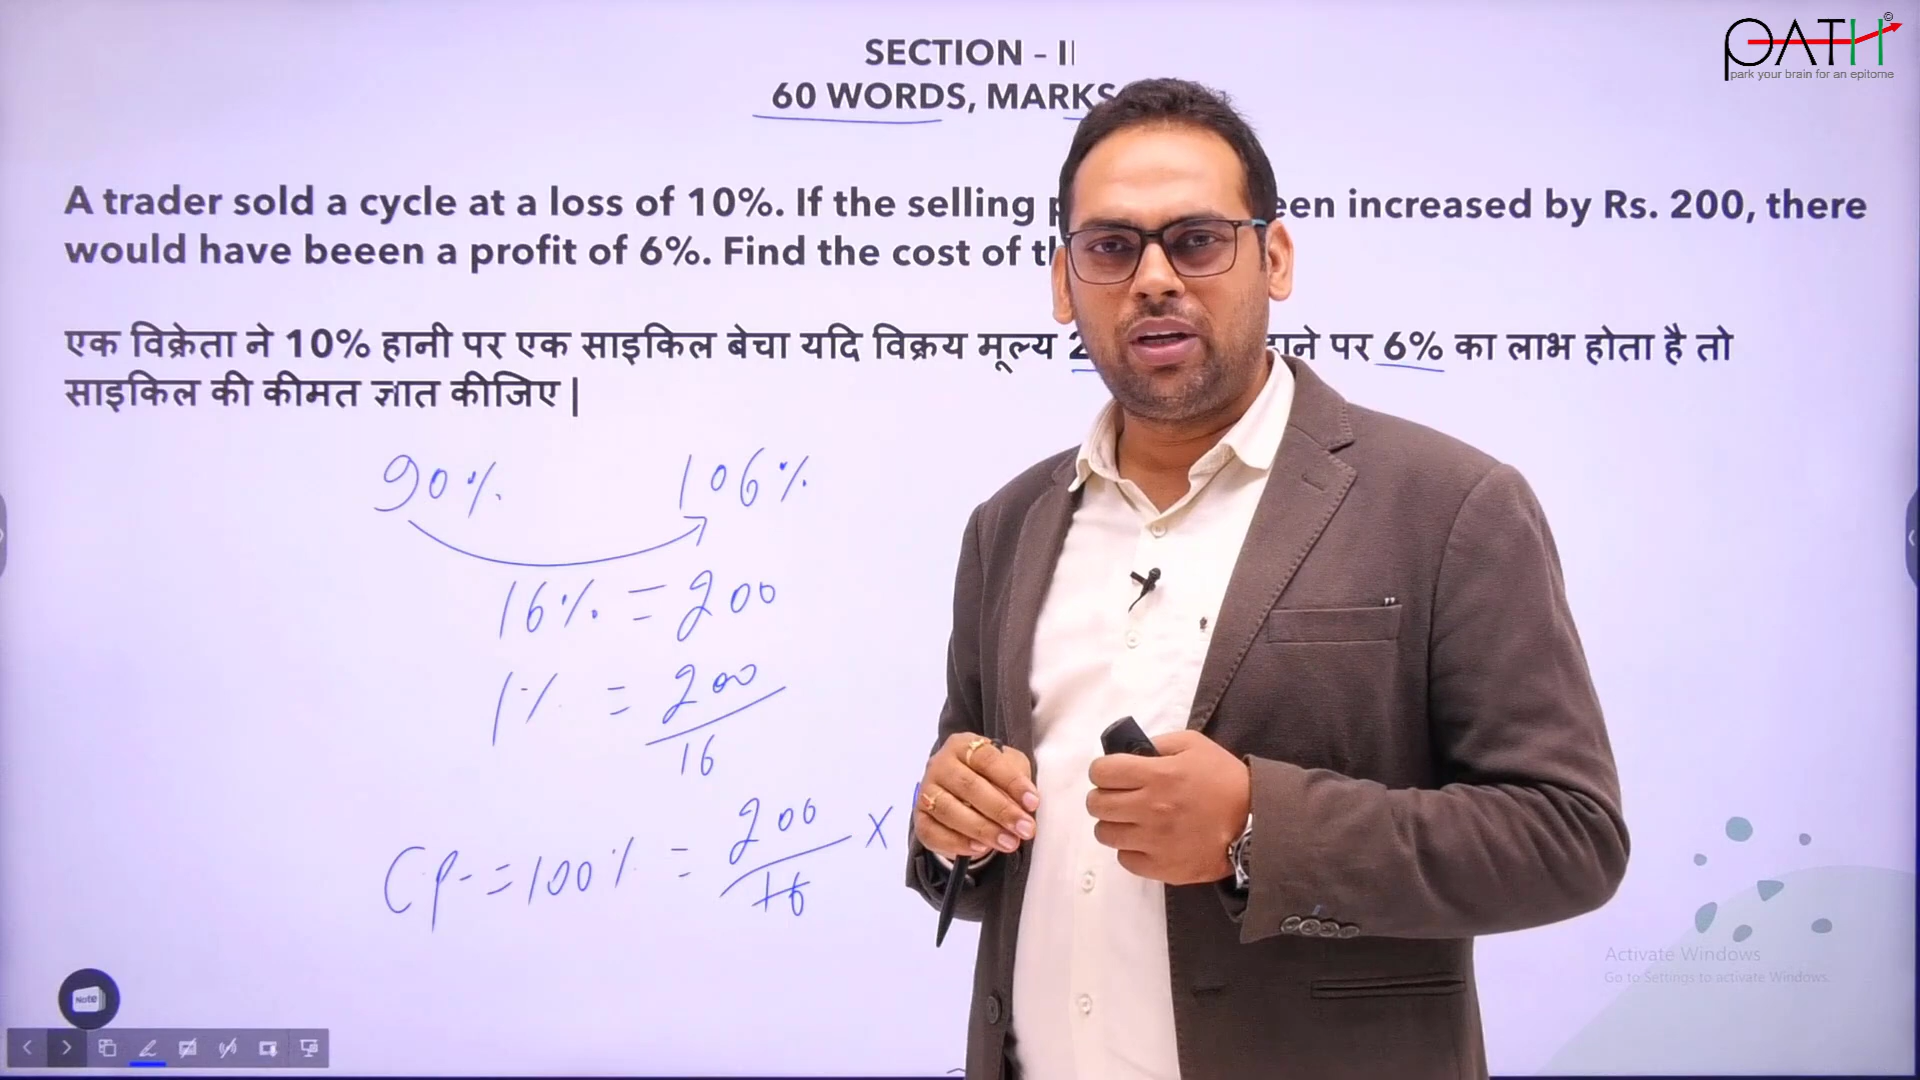 SECTION - II
60 WORDS, MARKS
PATH ©
park your brain for an epitome
A trader sold a cycle at a loss of 10%. If the selling een increased by Rs. 200, there
would have beeen a profit of 6%. Find the cost of
एक विक्रेता ने 10% हानी पर एक साइकिल बेचा यदि विक्रय मूल्य 2 पर 6% का लाभ होता है तो
साइकिल की कीमत ज्ञात कीजिए |
90% 106%
16% = 200
1% = 200
16
CP = 100% = 200 ×
16
Activate Windows
Go to Settings to activate Windows.
Note